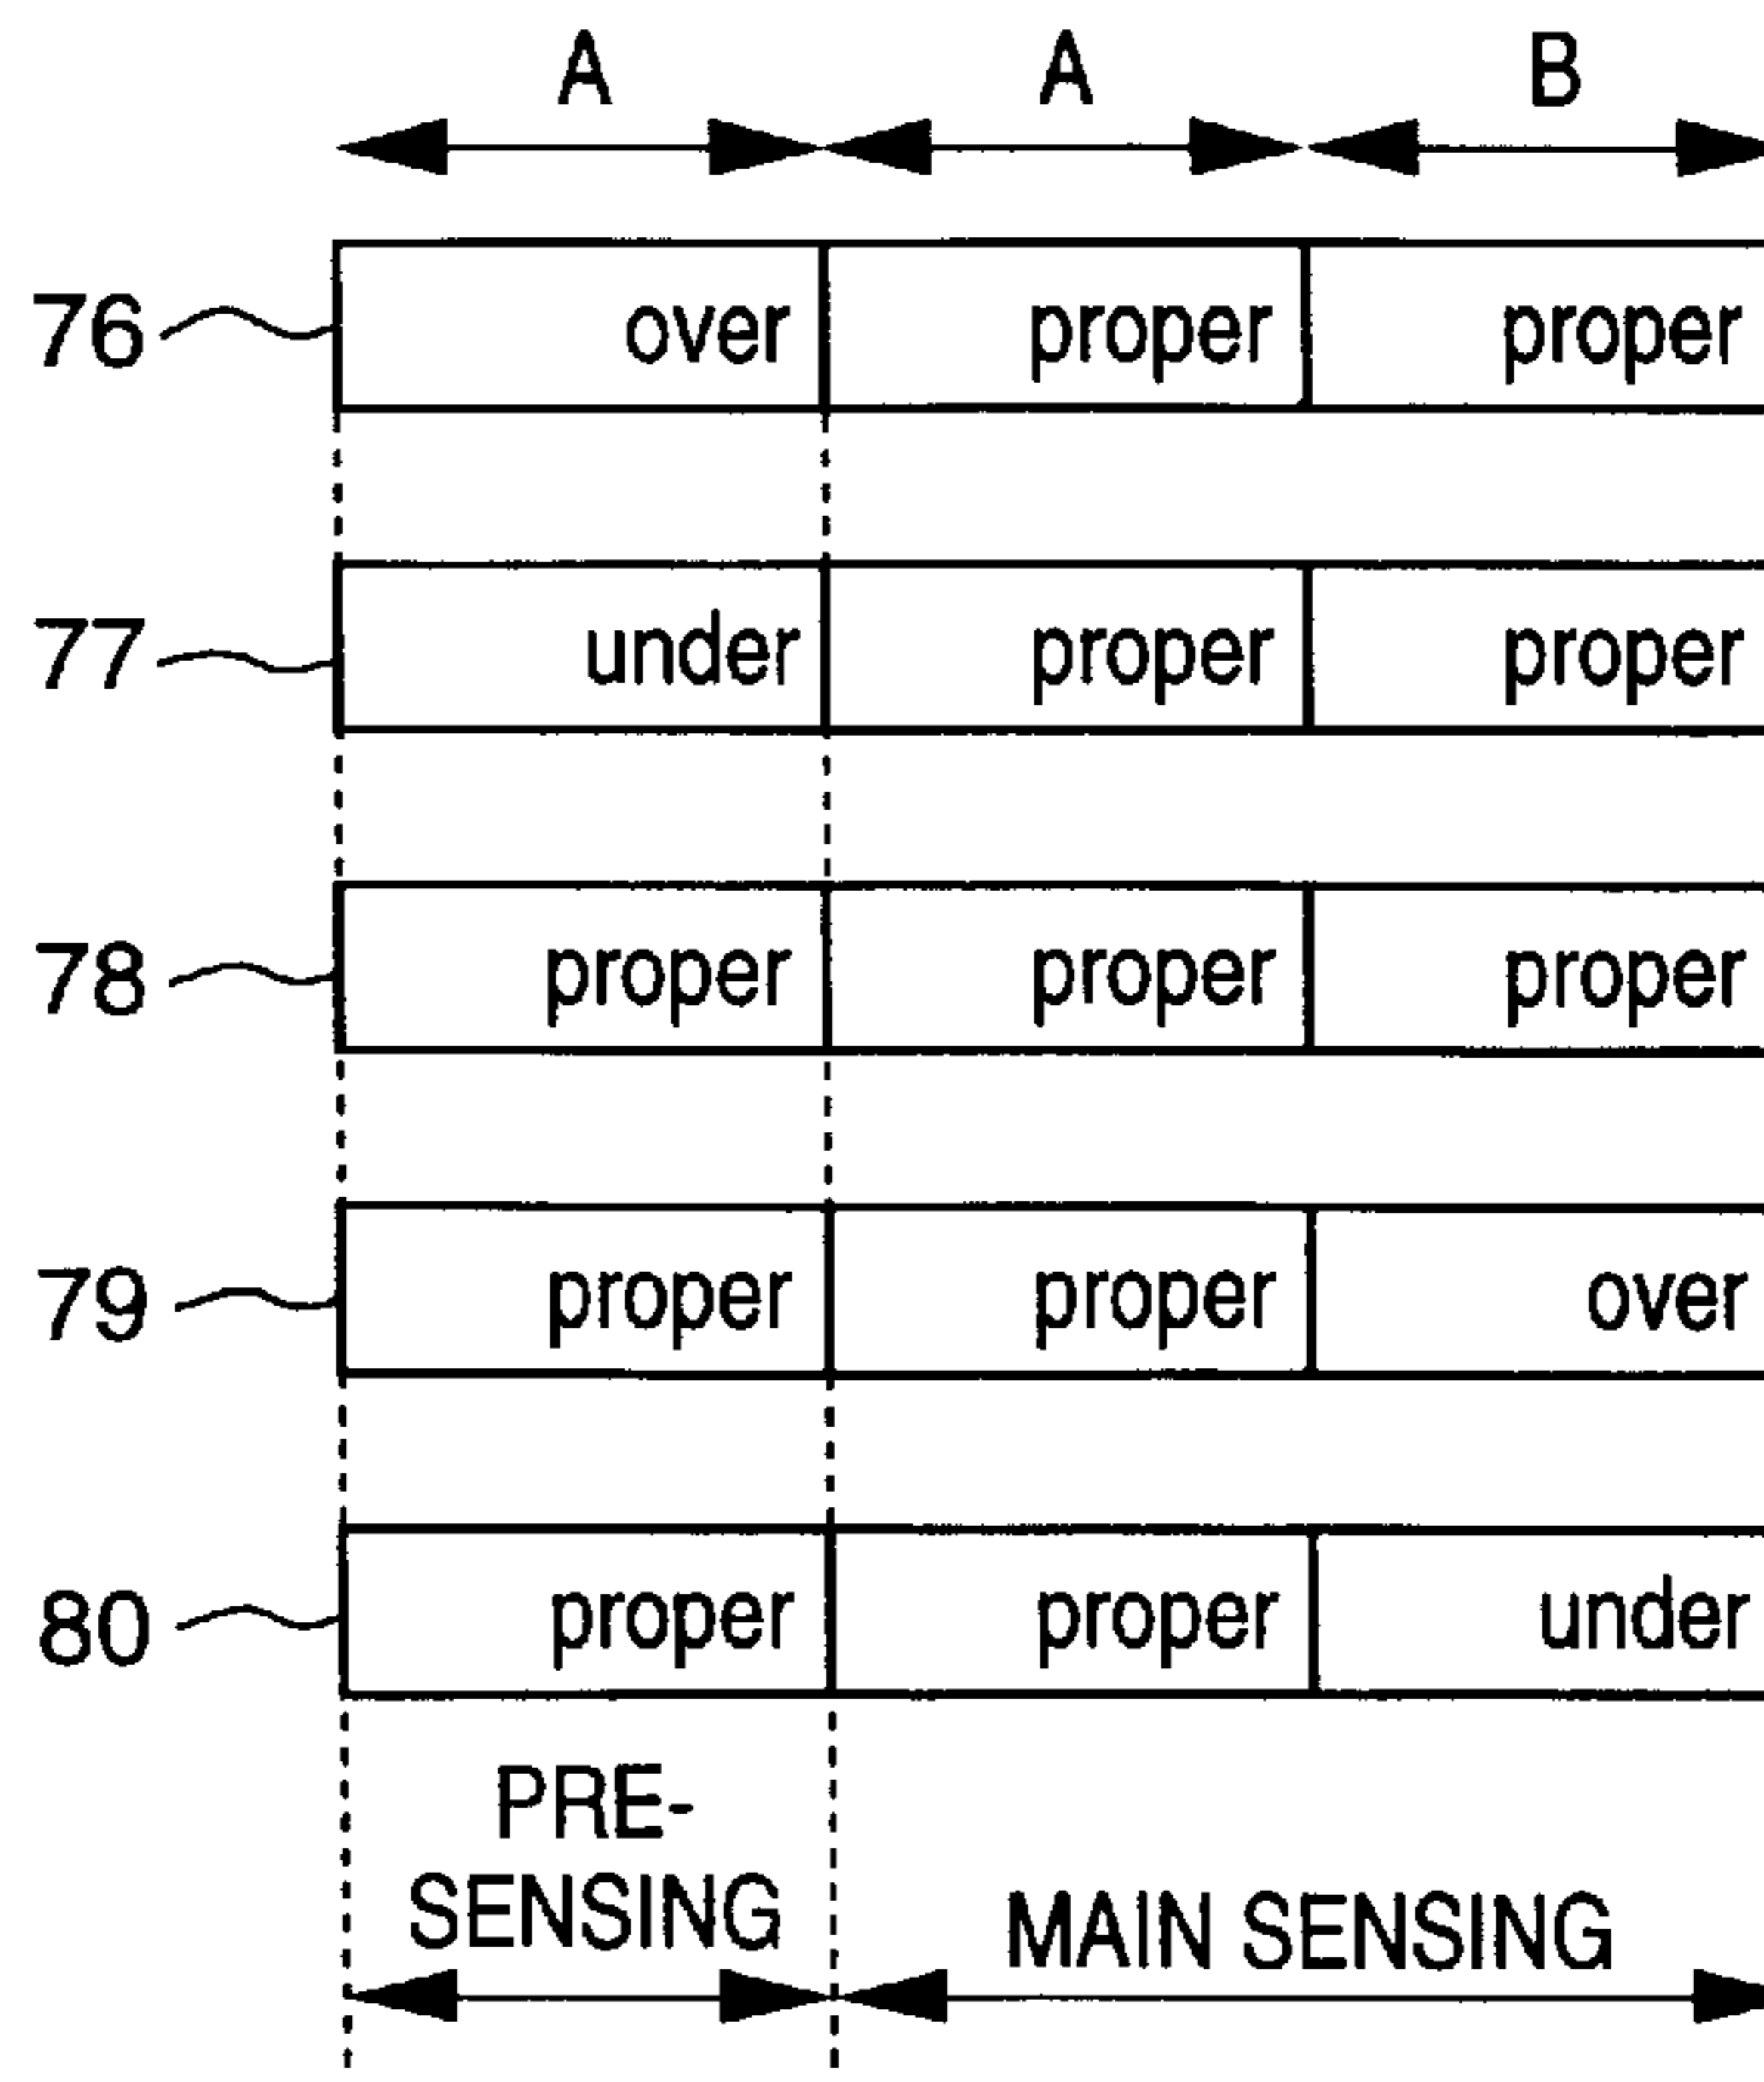 A A B
76 over proper proper
77 under proper proper
78 proper proper proper
79 proper proper over
80 proper proper under
PRE-
SENSING MAIN SENSING